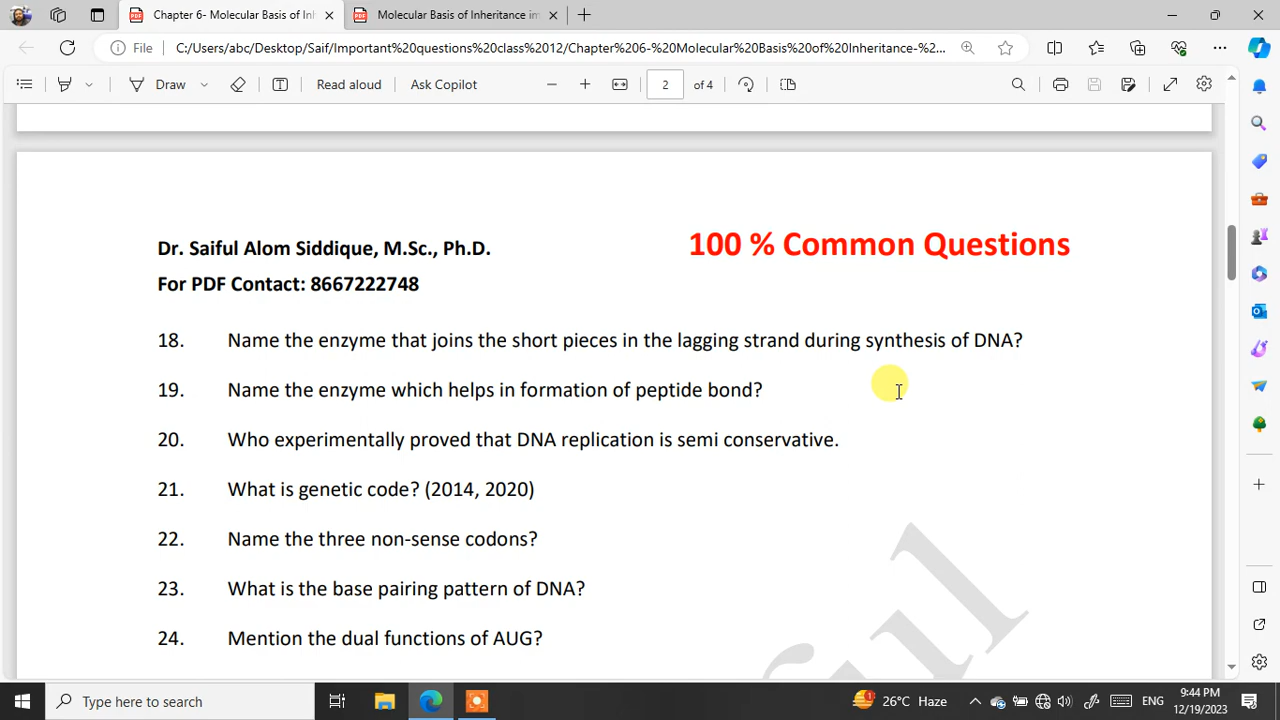 Chapter 6- Molecular Basis of Inl
Molecular Basis of Inheritance im
File
C:/Users/abc/Desktop/Saif/Important%20questions%20class%2012/Chapter%206-%20Molecular%20Basis%20of%20Inheritance-%2...
Draw
Read aloud
Ask Copilot
2
of 4
Dr. Saiful Alom Siddique, M.Sc., Ph.D.
100 % Common Questions
For PDF Contact: 8667222748
18. Name the enzyme that joins the short pieces in the lagging strand during synthesis of DNA?
19. Name the enzyme which helps in formation of peptide bond?
20. Who experimentally proved that DNA replication is semi conservative.
21. What is genetic code? (2014, 2020)
22. Name the three non-sense codons?
23. What is the base pairing pattern of DNA?
24. Mention the dual functions of AUG?
ful
Type here to search
1
26°C Haze
ENG
9:44 PM
12/19/2023